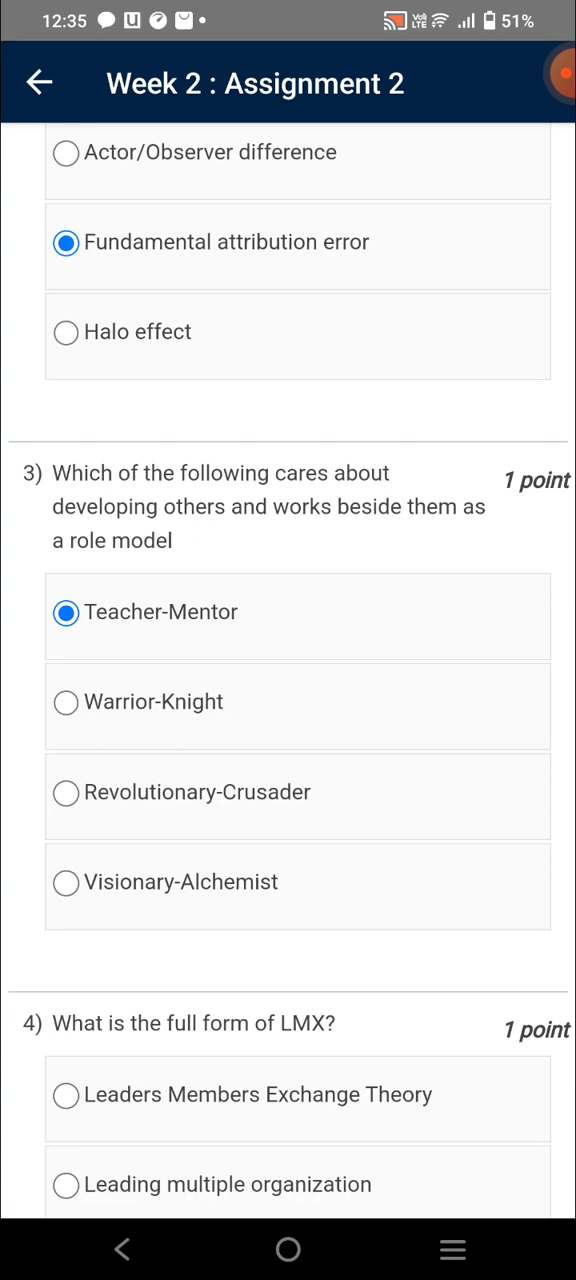 12:35
51%
Week 2 : Assignment 2
Actor/Observer difference
Fundamental attribution error
Halo effect
3) Which of the following cares about
1 point
developing others and works beside them as
a role model
Teacher-Mentor
Warrior-Knight
Revolutionary-Crusader
Visionary-Alchemist
4) What is the full form of LMX?
1 point
Leaders Members Exchange Theory
Leading multiple organization